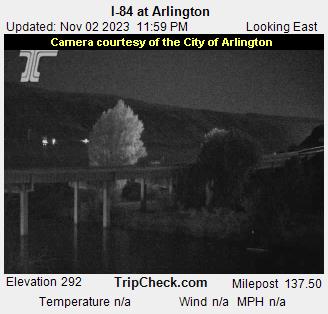 I-84 at Arlington
Updated: Nov 02 2023 11:59 PM Looking East
Camera courtesy of the City of Arlington
Elevation 292 TripCheck.com Milepost 137.50
Temperature n/a Wind n/a MPH n/a